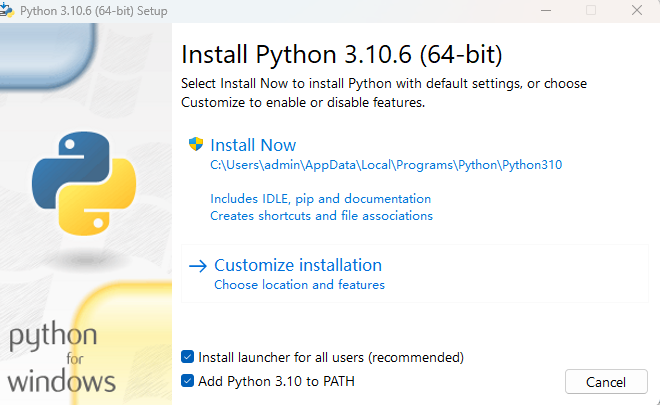 Python 3.10.6 (64-bit) Setup
Install Python 3.10.6 (64-bit)
Select Install Now to install Python with default settings, or choose
Customize to enable or disable features.
Install Now
C:\Users\admin\AppData\Local\Programs\Python\Python310
Includes IDLE, pip and documentation
Creates shortcuts and file associations
Customize installation
Choose location and features
python
for
windows
Install launcher for all users (recommended)
Add Python 3.10 to PATH
Cancel